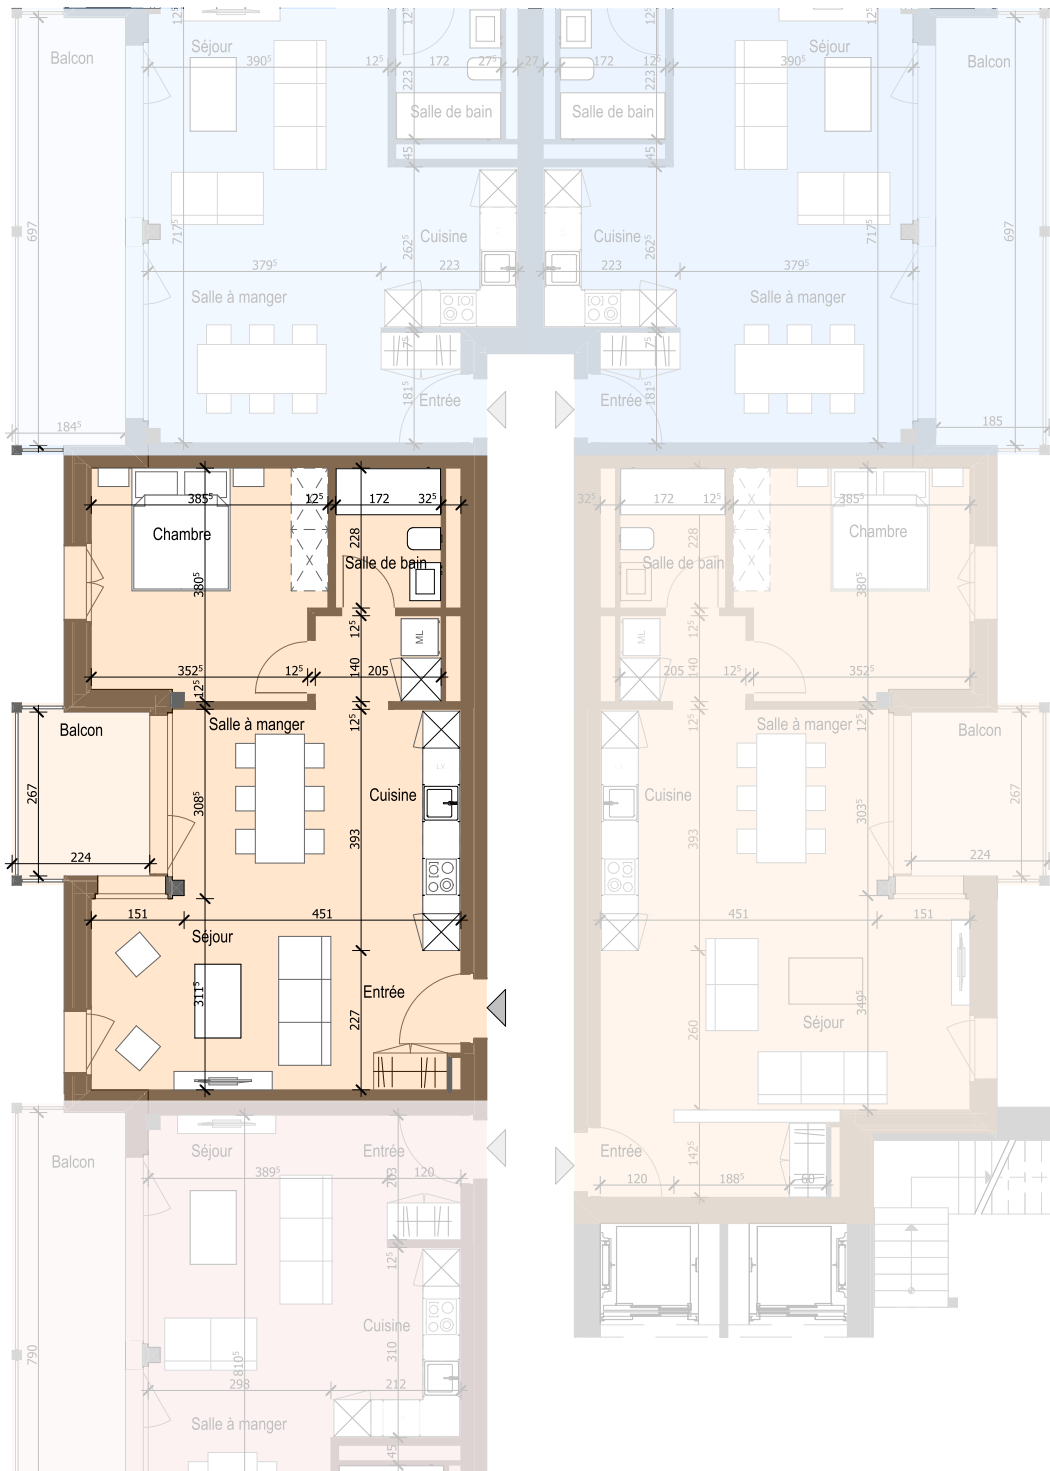 Balcon
Séjour
390⁵
12⁵
172
27⁵
27
172
12⁵
390⁵
Séjour
Balcon
223
Salle de bain
Salle de bain
223
45
45
697
717⁵
262⁵
Cuisine
Cuisine
262⁵
717⁵
697
379⁵
223
223
379⁵
Salle à manger
Salle à manger
75
75
181⁵
Entrée
Entrée
181⁵
184⁵
185
385⁵
12⁵
172
32⁵
32⁵
172
12⁵
385⁵
X
X
Chambre
228
228
Chambre
Salle de bain
Salle de bain
380⁵
X
X
380⁵
12⁵
ML
ML
12⁵
352⁵
12⁵
140
205
205
140
12⁵
352⁵
12⁵
12⁵
12⁵
12⁵
Balcon
Salle à manger
Salle à manger
Balcon
LV
267
308⁵
Cuisine
Cuisine
303⁵
267
393
393
224
224
151
451
451
151
Séjour
311⁵
Entrée
349⁵
227
260
Séjour
Balcon
Séjour
Entrée
Entrée
142⁵
389⁵
203
120
120
188⁵
60
12⁵
Cuisine
790
810⁵
310
298
212
Salle à manger
45